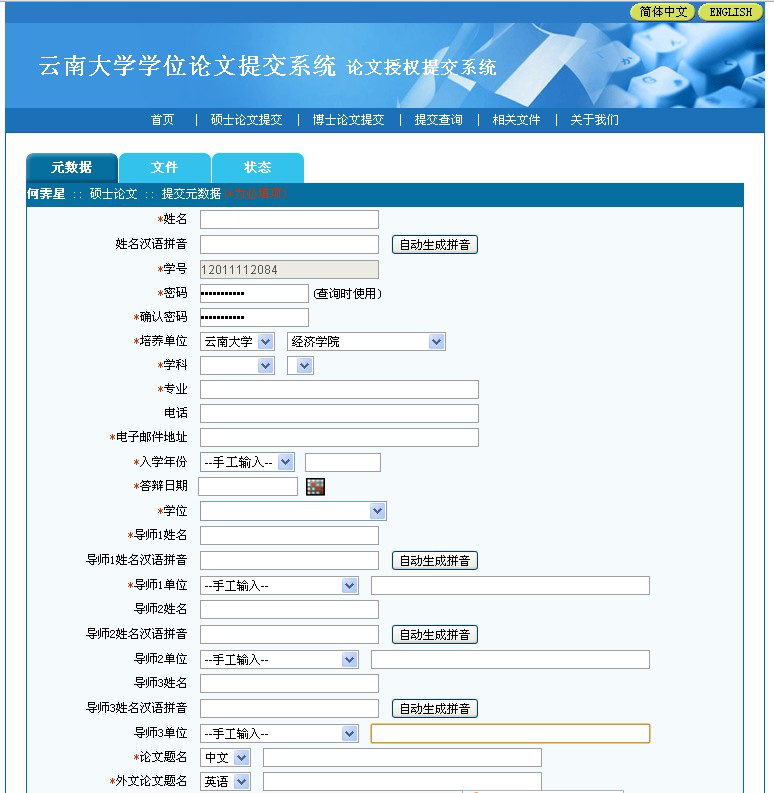 简体中文 ENGLISH
云南大学学位论文提交系统 论文授权提交系统
首页 | 硕士论文提交 | 博士论文提交 | 提交查询 | 相关文件 | 关于我们
元数据 文件 状态
何霁星 :: 硕士论文 :: 提交元数据(*为必填项)
*姓名
姓名汉语拼音 自动生成拼音
*学号 12011112084
*密码 ••••••••••• (查询时使用)
*确认密码 •••••••••••
*培养单位 云南大学 经济学院
*学科
*专业
电话
*电子邮件地址
*入学年份 --手工输入--
*答辩日期
*学位
*导师1姓名
导师1姓名汉语拼音 自动生成拼音
*导师1单位 --手工输入--
导师2姓名
导师2姓名汉语拼音 自动生成拼音
导师2单位 --手工输入--
导师3姓名
导师3姓名汉语拼音 自动生成拼音
导师3单位 --手工输入--
*论文题名 中文
*外文论文题名 英语